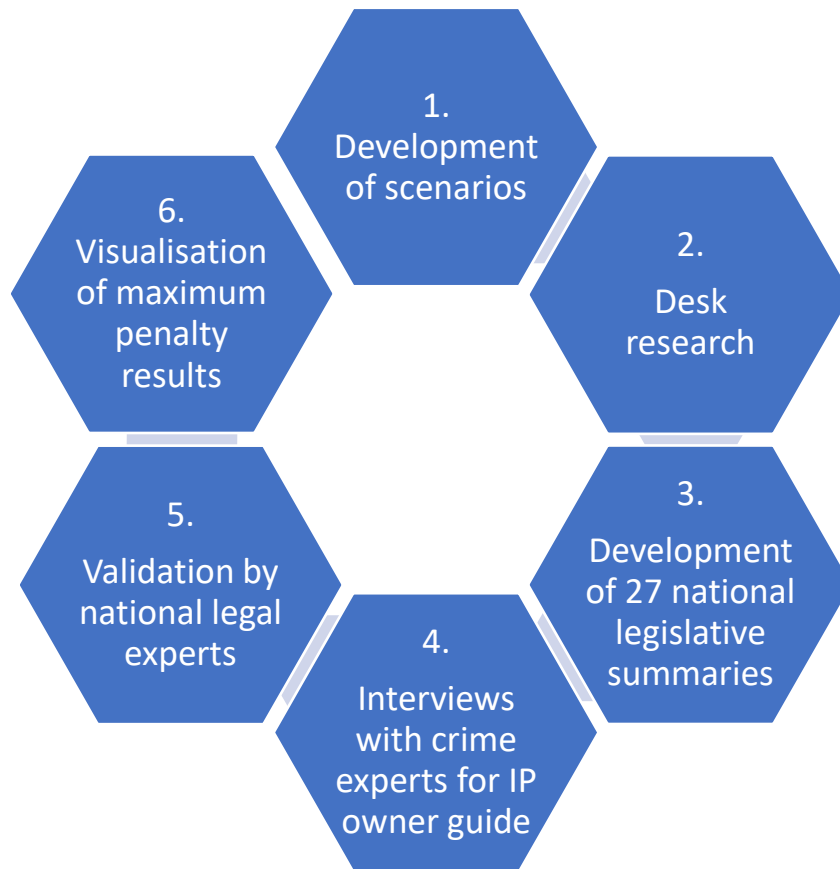 1.
Development
of scenarios
2.
Desk
research
3.
Development
of 27 national
legislative
summaries
4.
Interviews
with crime
experts for IP
owner guide
5.
Validation by
national legal
experts
6.
Visualisation
of maximum
penalty
results